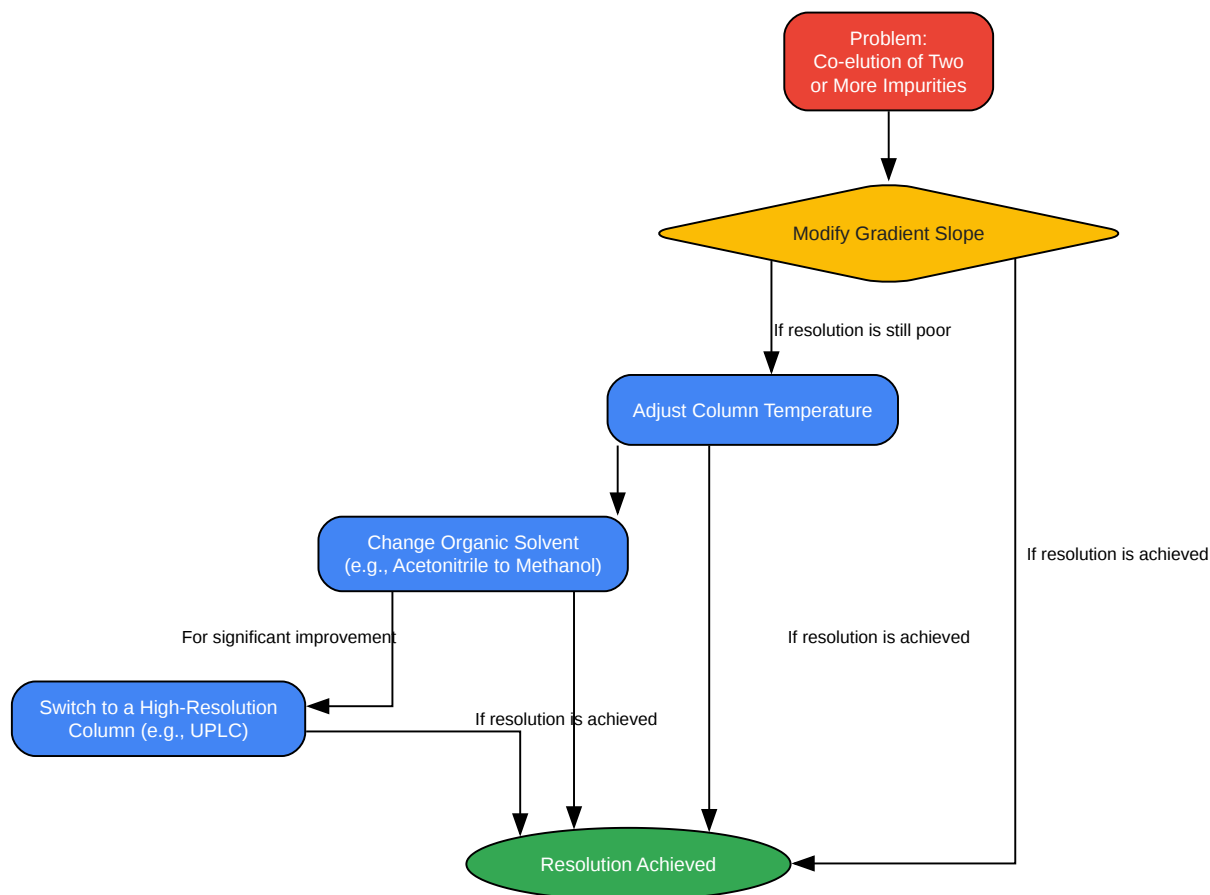 Problem:
Co-elution of Two
or More Impurities
Modify Gradient Slope
If resolution is still poor
Adjust Column Temperature
Change Organic Solvent
(e.g., Acetonitrile to Methanol)
If resolution is achieved
For significant improvement
If resolution is achieved
Switch to a High-Resolution
Column (e.g., UPLC)
If resolution is achieved
Resolution Achieved